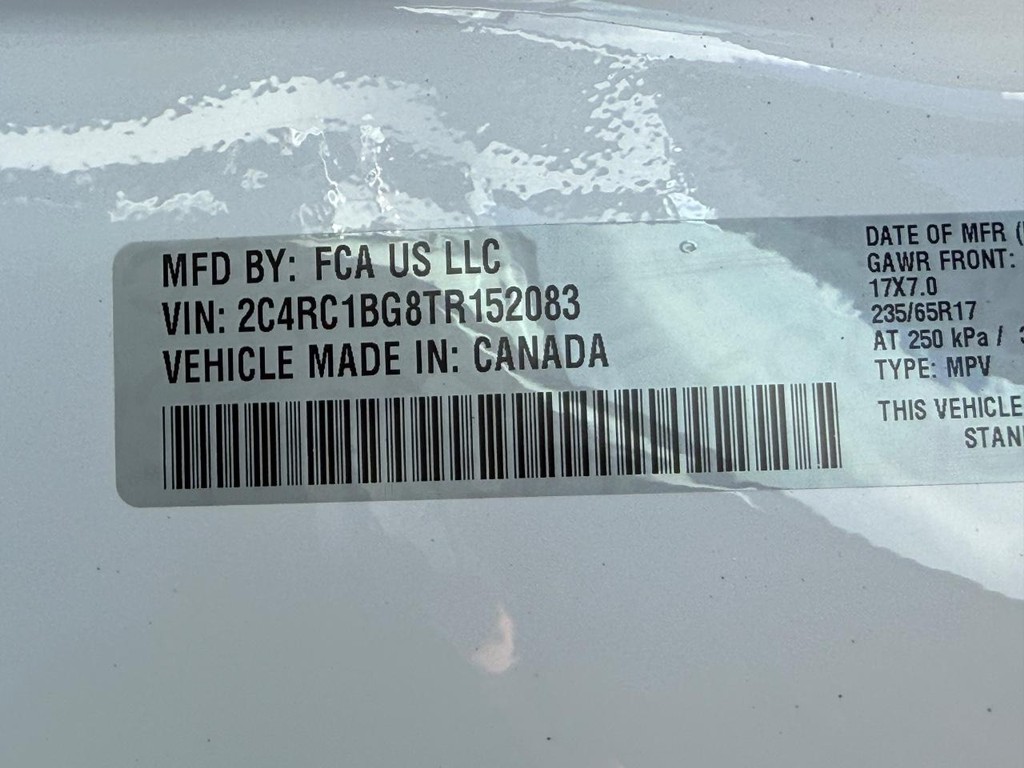 MFD BY: FCA US LLC
VIN: 2C4RC1BG8TR152083
VEHICLE MADE IN: CANADA
DATE OF MFR (
GAWR FRONT:
17X7.0
235/65R17
AT 250 kPa /
TYPE: MPV
THIS VEHICLE
STAN